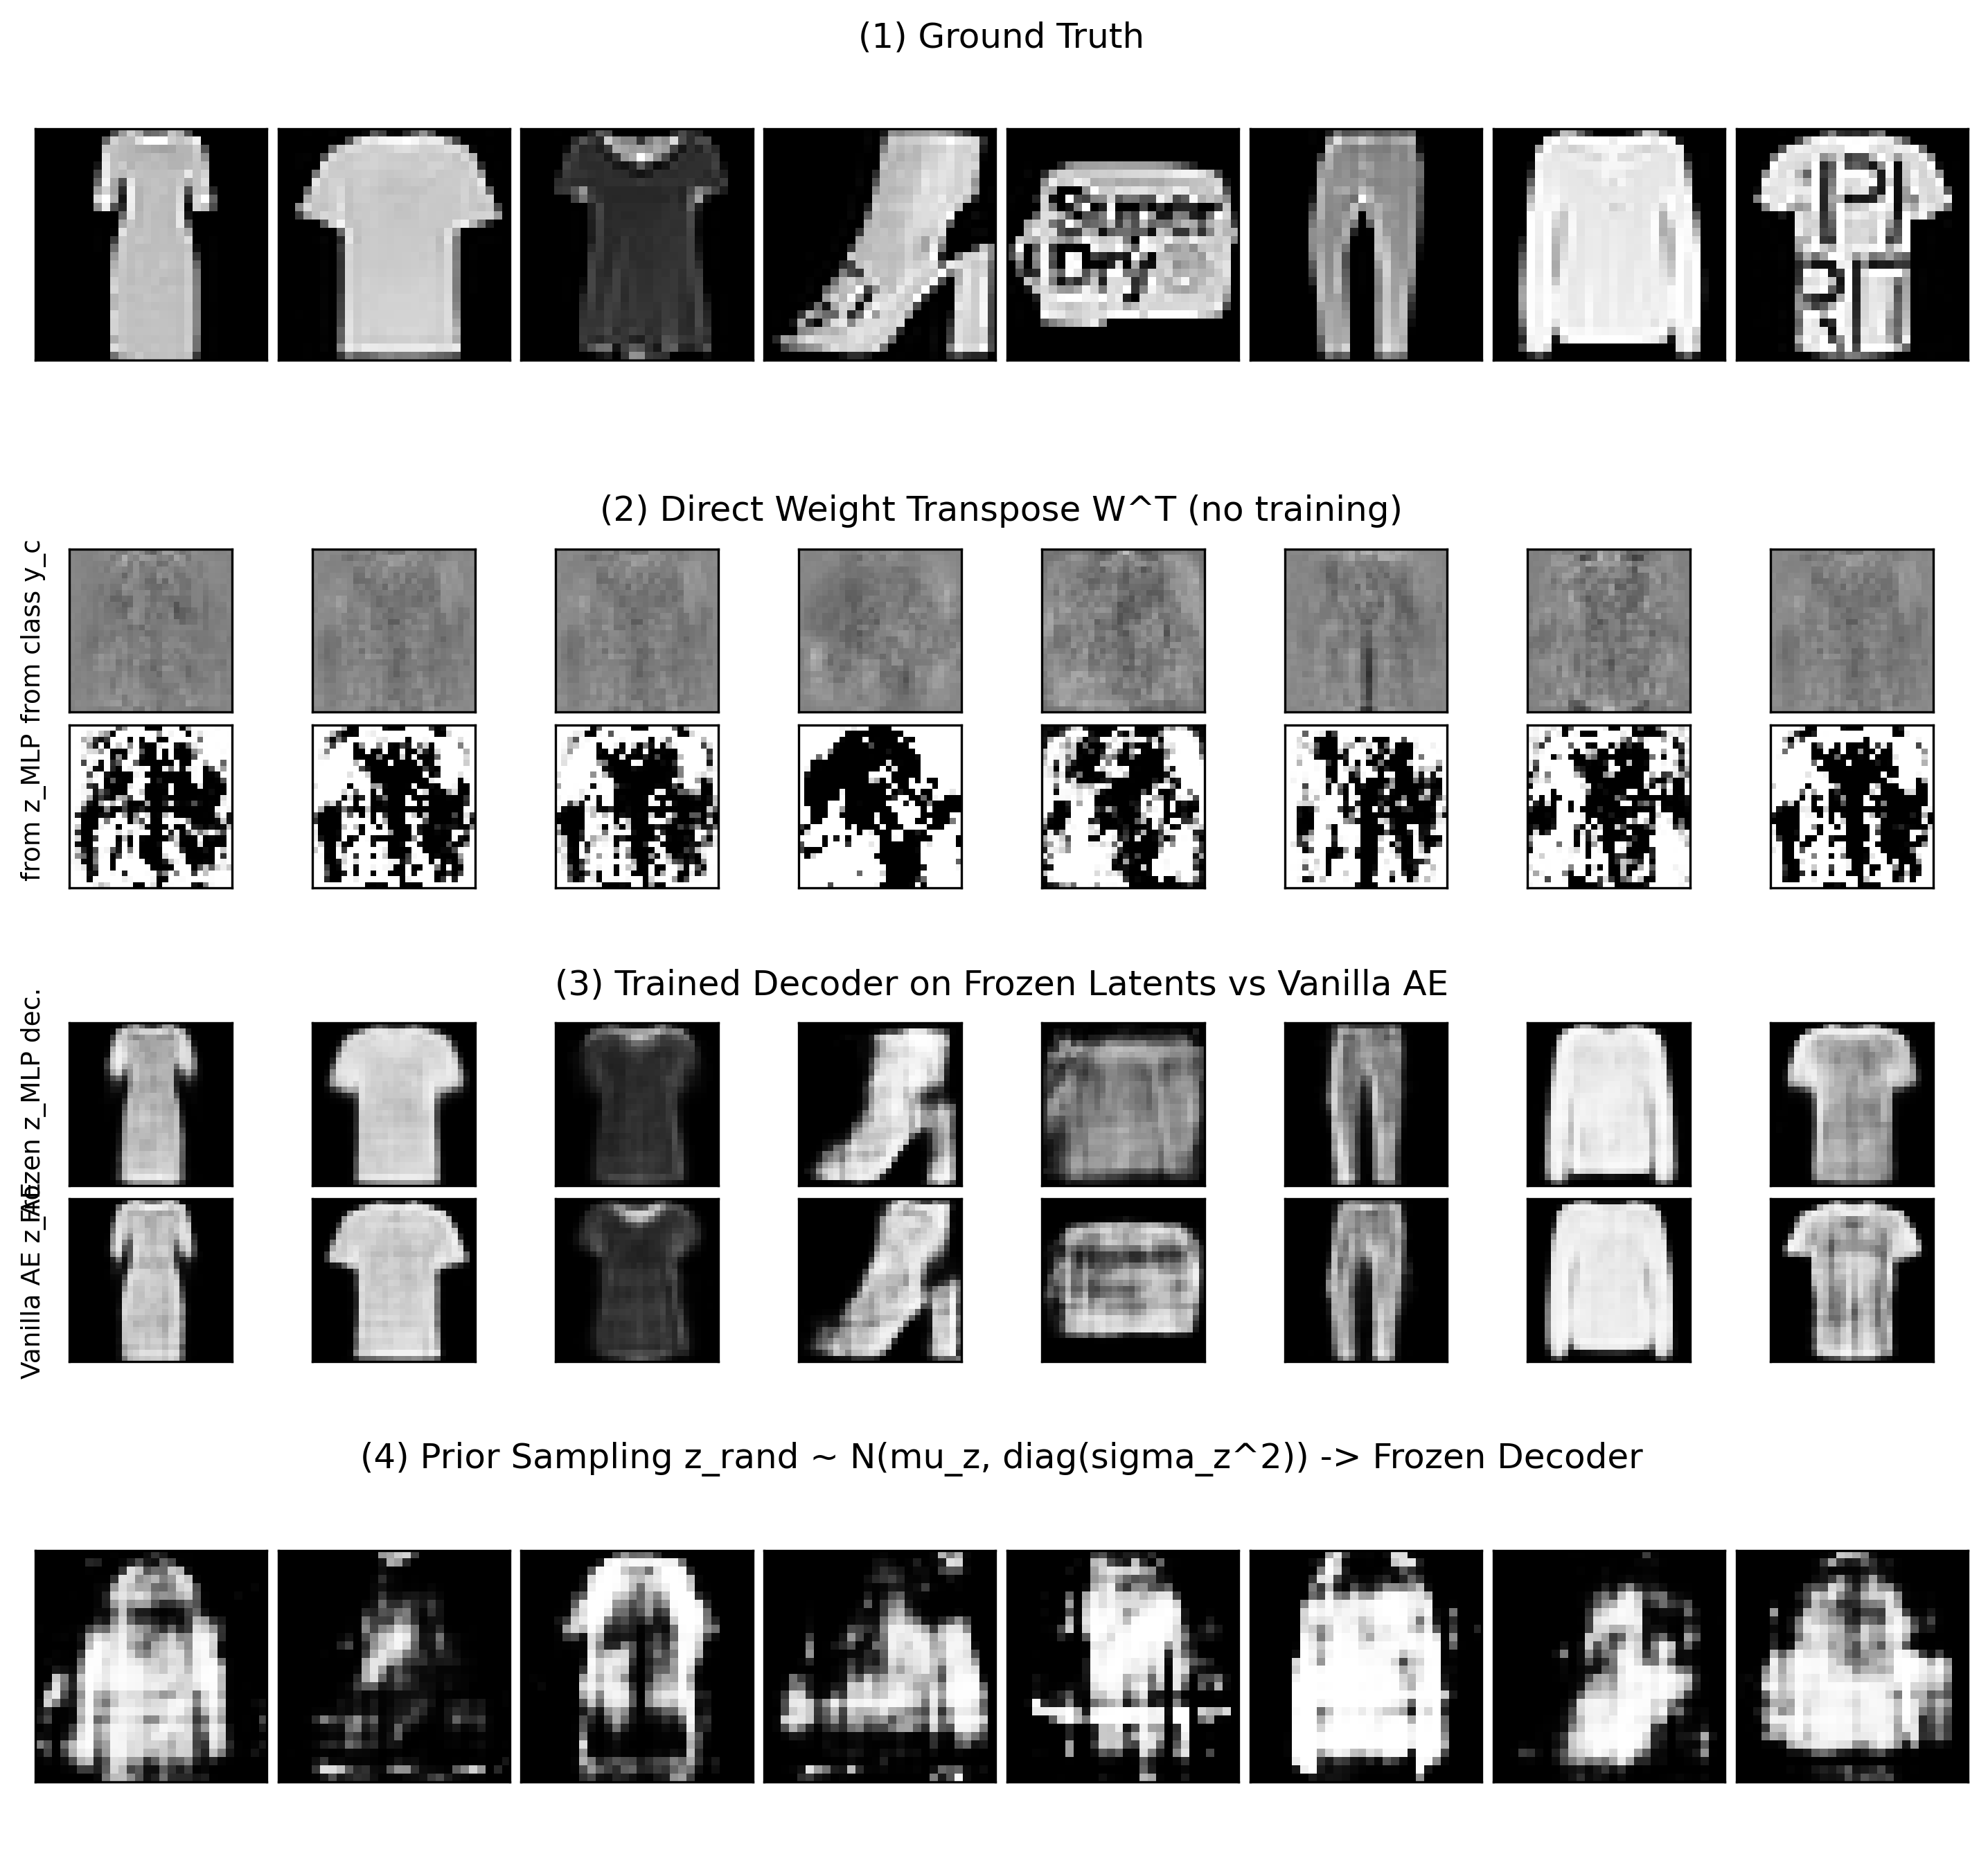 (1) Ground Truth
Super
Dry
(2) Direct Weight Transpose W^T (no training)
from class y_c
from z_MLP
(3) Trained Decoder on Frozen Latents vs Vanilla AE
Frozen z_MLP dec.
Vanilla AE z_AE
(4) Prior Sampling z_rand ~ N(mu_z, diag(sigma_z^2)) -> Frozen Decoder